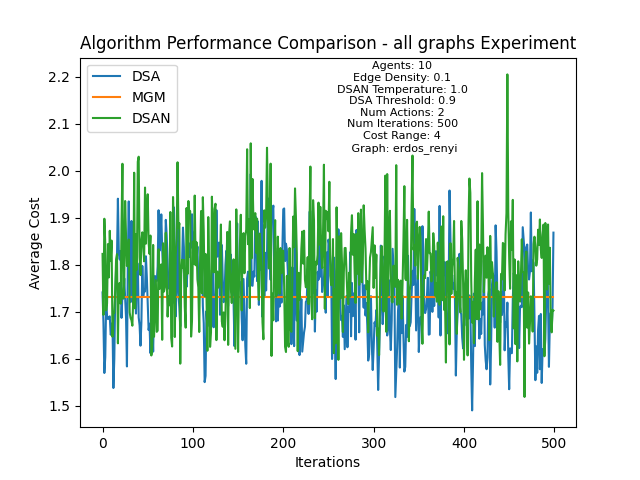 Algorithm Performance Comparison - all graphs Experiment
DSA
MGM
DSAN
Agents: 10
Edge Density: 0.1
DSAN Temperature: 1.0
DSA Threshold: 0.9
Num Actions: 2
Num Iterations: 500
Cost Range: 4
Graph: erdos_renyi
2.2
2.1
2.0
1.9
1.8
1.7
1.6
1.5
Average Cost
0 100 200 300 400 500
Iterations